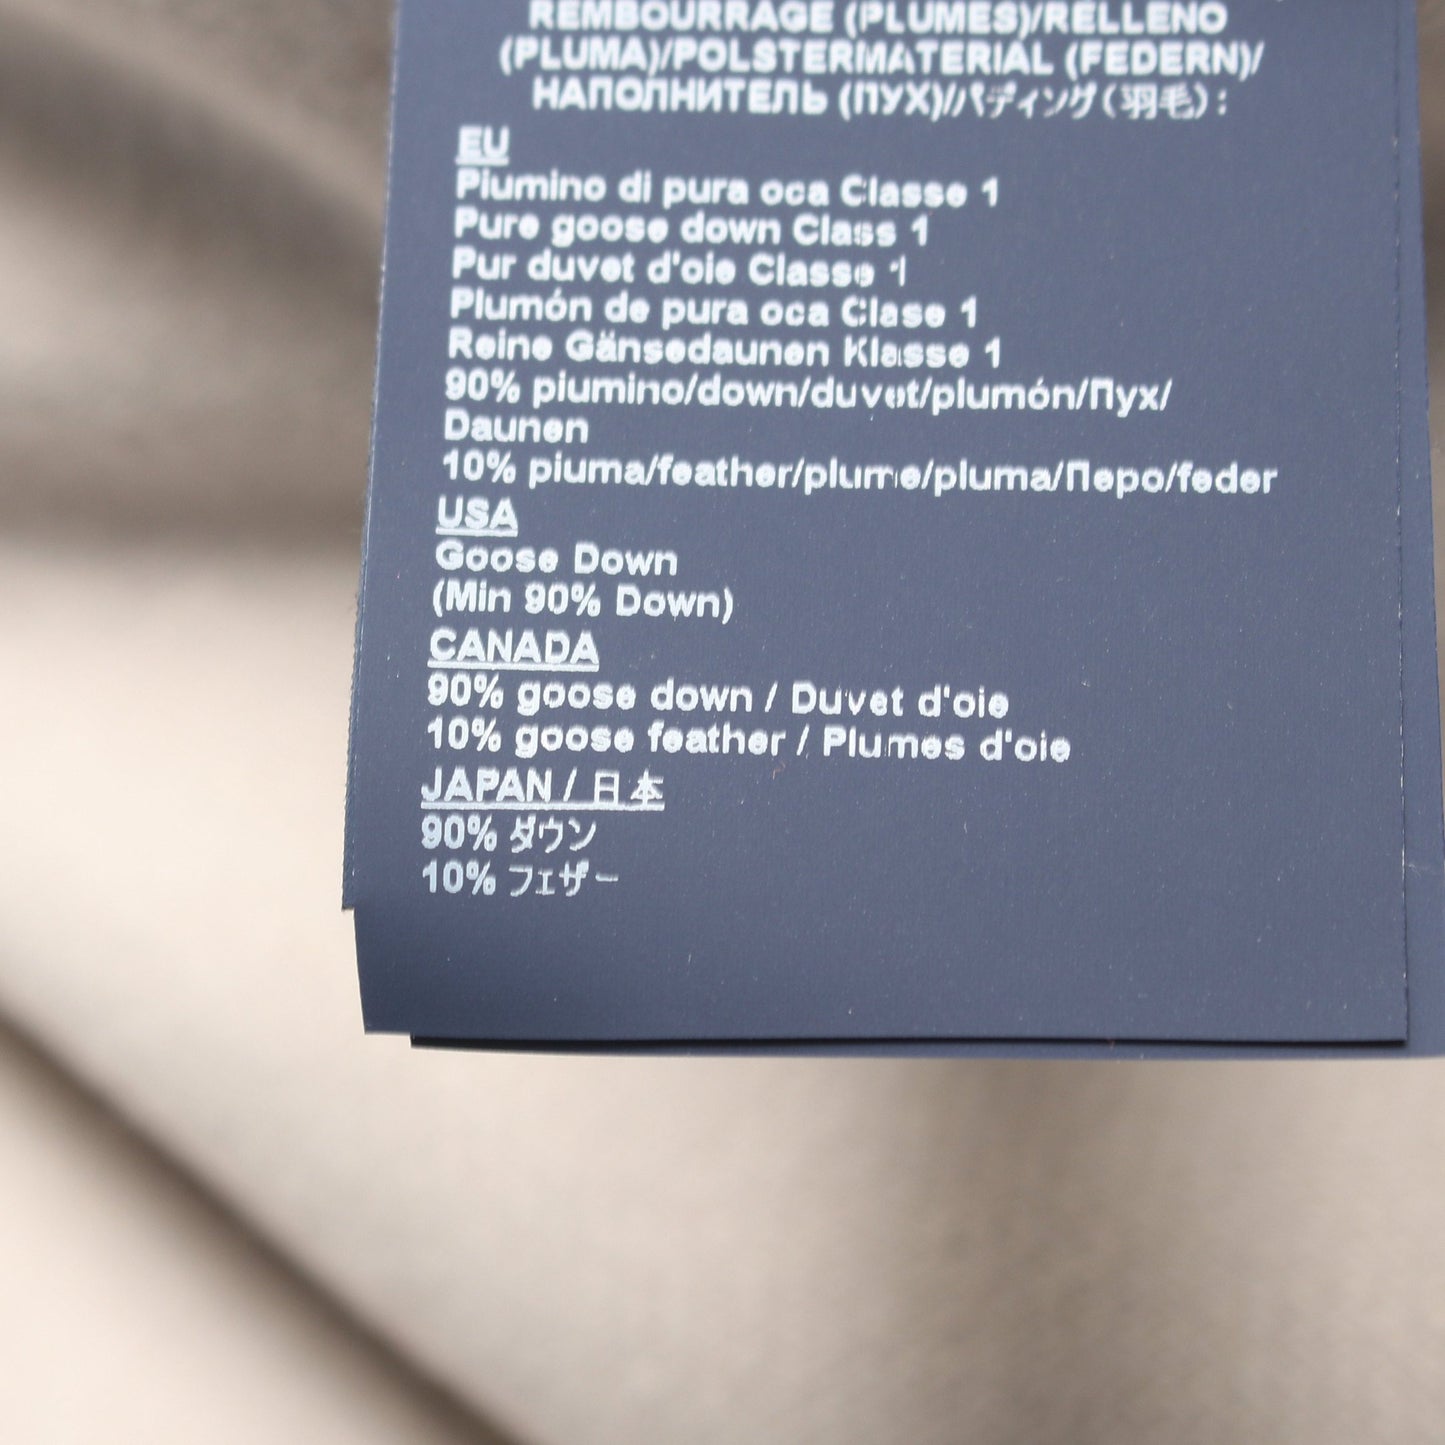 REMBOURRAGE (PLUMES)/RELLENO
(PLUMA)/POLSTERMATERIAL (FEDERN)/
НАПОЛНИТЕЛЬ (ПУХ)/パディング(羽毛):
EU
Piumino di pura oca Classe 1
Pure goose down Class 1
Pur duvet d'oie Classe 1
Plumón de pura oca Clase 1
Reine Gänsedaunen Klasse 1
90% piumino/down/duvet/plumón/Пух/
Daunen
10% piuma/feather/plume/pluma/Перо/feder
USA
Goose Down
(Min 90% Down)
CANADA
90% goose down / Duvet d'oie
10% goose feather / Plumes d'oie
JAPAN / 日本
90% ダウン
10% フェザー